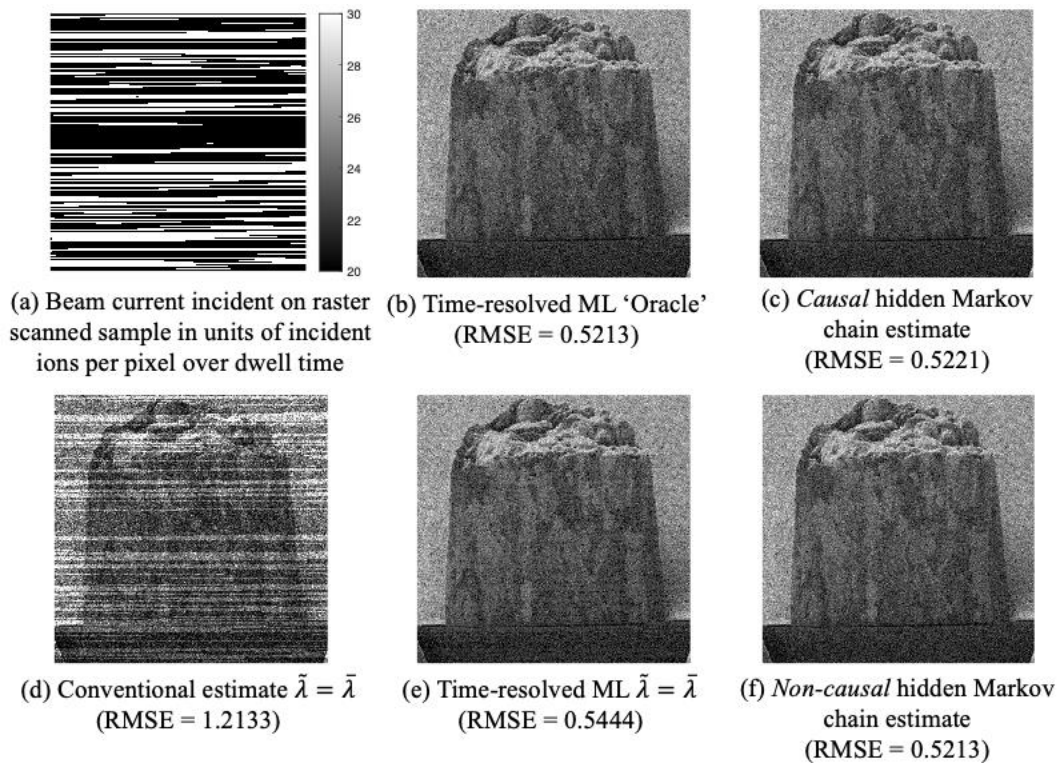 30
28
26
24
22
20
(a) Beam current incident on raster
scanned sample in units of incident
ions per pixel over dwell time
(b) Time-resolved ML ‘Oracle’
(RMSE = 0.5213)
(c) Causal hidden Markov
chain estimate
(RMSE = 0.5221)
(d) Conventional estimate λ̃ = λ̄
(RMSE = 1.2133)
(e) Time-resolved ML λ̃ = λ̄
(RMSE = 0.5444)
(f) Non-causal hidden Markov
chain estimate
(RMSE = 0.5213)